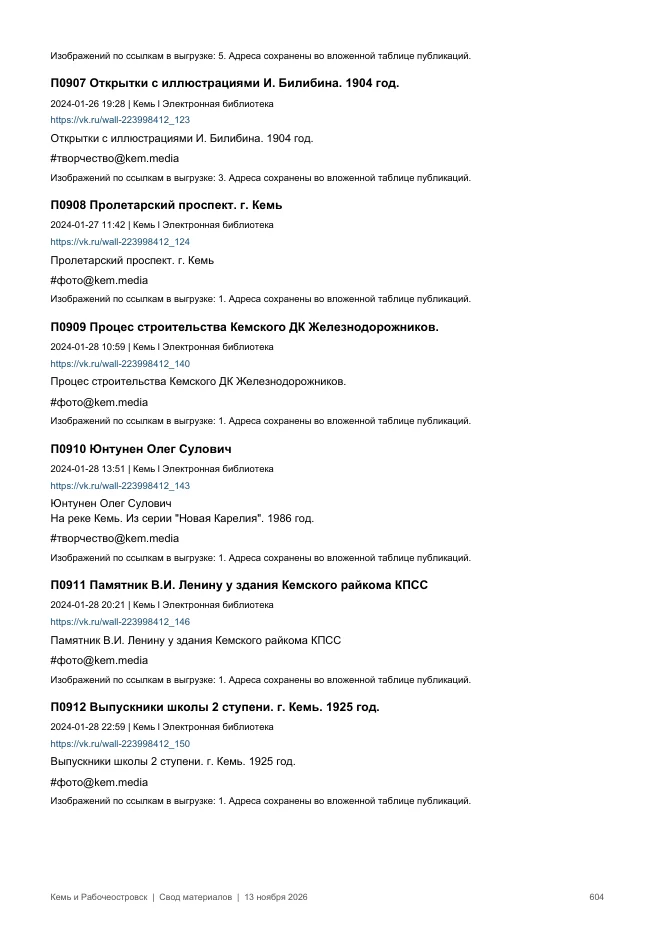 Изображений по ссылкам в выгрузке: 5. Адреса сохранены во вложенной таблице публикаций.
П0907 Открытки с иллюстрациями И. Билибина. 1904 год.
2024-01-26 19:28 | Кемь I Электронная библиотека
https://vk.ru/wall-223998412_123
Открытки с иллюстрациями И. Билибина. 1904 год.
#творчество@kem.media
Изображений по ссылкам в выгрузке: 3. Адреса сохранены во вложенной таблице публикаций.
П0908 Пролетарский проспект. г. Кемь
2024-01-27 11:42 | Кемь I Электронная библиотека
https://vk.ru/wall-223998412_124
Пролетарский проспект. г. Кемь
#фото@kem.media
Изображений по ссылкам в выгрузке: 1. Адреса сохранены во вложенной таблице публикаций.
П0909 Процес строительства Кемского ДК Железнодорожников.
2024-01-28 10:59 | Кемь I Электронная библиотека
https://vk.ru/wall-223998412_140
Процес строительства Кемского ДК Железнодорожников.
#фото@kem.media
Изображений по ссылкам в выгрузке: 1. Адреса сохранены во вложенной таблице публикаций.
П0910 Юнтунен Олег Сулович
2024-01-28 13:51 | Кемь I Электронная библиотека
https://vk.ru/wall-223998412_143
Юнтунен Олег Сулович
На реке Кемь. Из серии "Новая Карелия". 1986 год.
#творчество@kem.media
Изображений по ссылкам в выгрузке: 1. Адреса сохранены во вложенной таблице публикаций.
П0911 Памятник В.И. Ленину у здания Кемского райкома КПСС
2024-01-28 20:21 | Кемь I Электронная библиотека
https://vk.ru/wall-223998412_146
Памятник В.И. Ленину у здания Кемского райкома КПСС
#фото@kem.media
Изображений по ссылкам в выгрузке: 1. Адреса сохранены во вложенной таблице публикаций.
П0912 Выпускники школы 2 ступени. г. Кемь. 1925 год.
2024-01-28 22:59 | Кемь I Электронная библиотека
https://vk.ru/wall-223998412_150
Выпускники школы 2 ступени. г. Кемь. 1925 год.
#фото@kem.media
Изображений по ссылкам в выгрузке: 1. Адреса сохранены во вложенной таблице публикаций.
Кемь и Рабочеостровск | Свод материалов | 13 ноября 2026 604